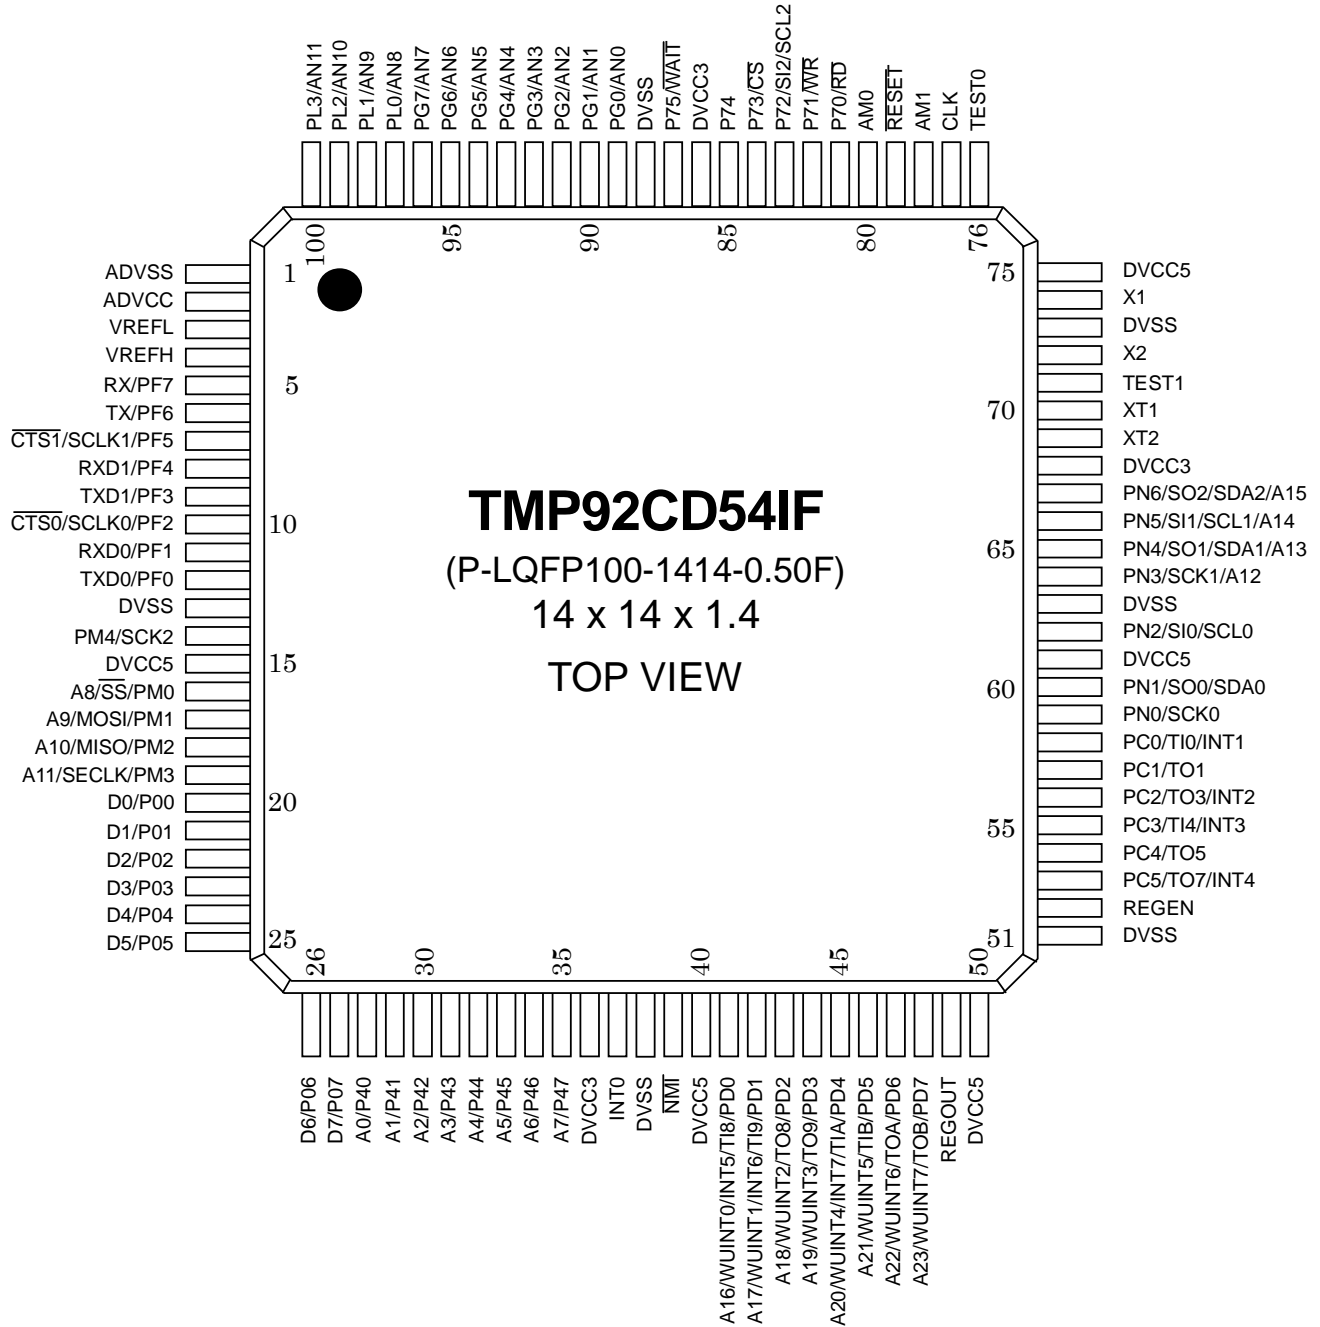 PL3/AN11
PL2/AN10
PL1/AN9
PL0/AN8
PG7/AN7
PG6/AN6
PG5/AN5
PG4/AN4
PG3/AN3
PG2/AN2
PG1/AN1
PG0/AN0
DVSS
P75/WAIT
DVCC3
P74
P73/CS
P72/SI2/SCL2
P71/WR
P70/RD
AM0
RESET
AM1
CLK
TEST0
100
95
90
85
80
76
ADVSS
ADVCC
VREFL
VREFH
RX/PF7
TX/PF6
CTS1/SCLK1/PF5
RXD1/PF4
TXD1/PF3
CTS0/SCLK0/PF2
RXD0/PF1
TXD0/PF0
DVSS
PM4/SCK2
DVCC5
A8/SS/PM0
A9/MOSI/PM1
A10/MISO/PM2
A11/SECLK/PM3
D0/P00
D1/P01
D2/P02
D3/P03
D4/P04
D5/P05
1
5
10
15
20
25
TMP92CD54IF
(P-LQFP100-1414-0.50F)
14 x 14 x 1.4
TOP VIEW
75
70
65
60
55
51
DVCC5
X1
DVSS
X2
TEST1
XT1
XT2
DVCC3
PN6/SO2/SDA2/A15
PN5/SI1/SCL1/A14
PN4/SO1/SDA1/A13
PN3/SCK1/A12
DVSS
PN2/SI0/SCL0
DVCC5
PN1/SO0/SDA0
PN0/SCK0
PC0/TI0/INT1
PC1/TO1
PC2/TO3/INT2
PC3/TI4/INT3
PC4/TO5
PC5/TO7/INT4
REGEN
DVSS
26
30
35
40
45
50
D6/P06
D7/P07
A0/P40
A1/P41
A2/P42
A3/P43
A4/P44
A5/P45
A6/P46
A7/P47
DVCC3
INT0
DVSS
NMI
DVCC5
A16/WUINT0/INT5/TI8/PD0
A17/WUINT1/INT6/TI9/PD1
A18/WUINT2/TO8/PD2
A19/WUINT3/TO9/PD3
A20/WUINT4/INT7/TIA/PD4
A21/WUINT5/TIB/PD5
A22/WUINT6/TOA/PD6
A23/WUINT7/TOB/PD7
REGOUT
DVCC5